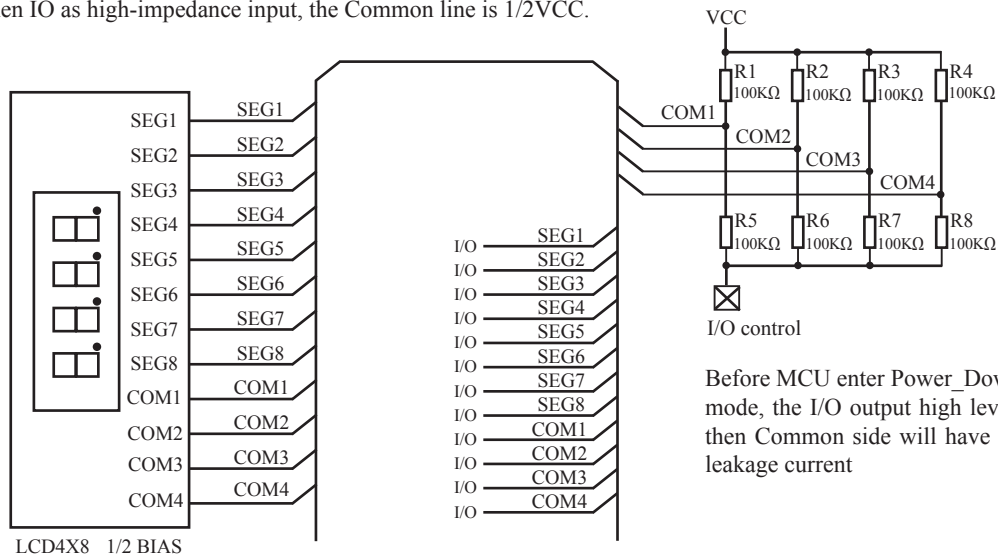 en IO as high-impedance input, the Common line is 1/2VCC.
VCC
R1
100KΩ
R2
100KΩ
R3
100KΩ
R4
100KΩ
COM1
COM2
COM3
COM4
R5
100KΩ
R6
100KΩ
R7
100KΩ
R8
100KΩ
I/O control
SEG1 SEG1
SEG2 SEG2
SEG3 SEG3
SEG4 SEG4
SEG5 SEG5
SEG6 SEG6
SEG7 SEG7
SEG8 SEG8
COM1 COM1
COM2 COM2
COM3 COM3
COM4 COM4
LCD4X8 1/2 BIAS
I/O SEG1
I/O SEG2
I/O SEG3
I/O SEG4
I/O SEG5
I/O SEG6
I/O SEG7
I/O SEG8
I/O COM1
I/O COM2
I/O COM3
I/O COM4
Before MCU enter Power_Dow
mode, the I/O output high lev
then Common side will have
leakage current